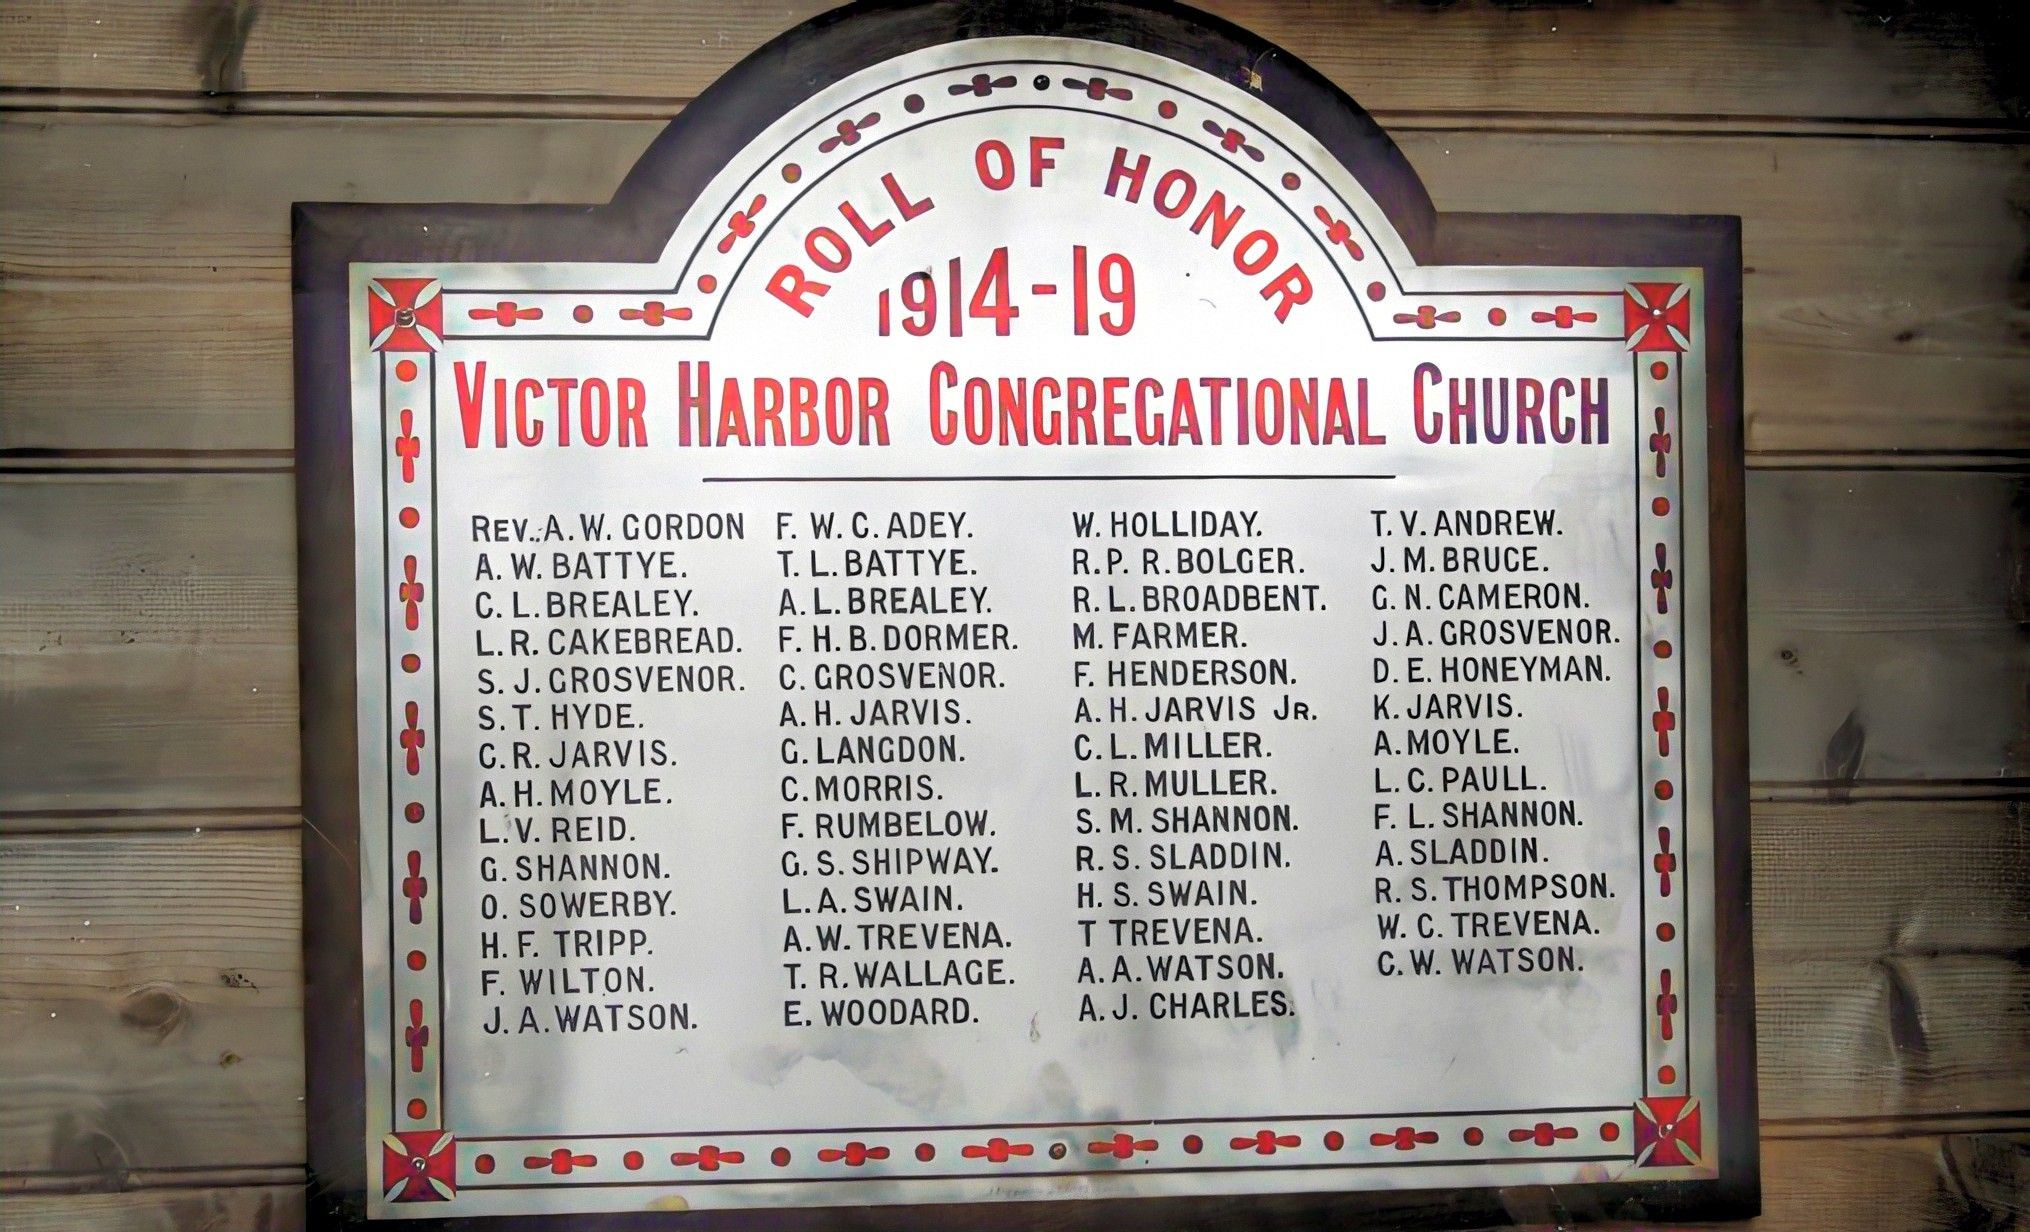 ROLL OF HONOR
1914-19
VICTOR HARBOR CONGREGATIONAL CHURCH
REV. A. W. GORDON
A. W. BATTYE.
C. L. BREALEY.
L. R. CAKEBREAD.
S. J. GROSVENOR.
S. T. HYDE.
C. R. JARVIS.
A. H. MOYLE.
L. V. REID.
G. SHANNON.
O. SOWERBY.
H. F. TRIPP.
F. WILTON.
J. A. WATSON.
F. W. C. ADEY.
T. L. BATTYE.
A. L. BREALEY.
F. H. B. DORMER.
C. GROSVENOR.
A. H. JARVIS.
G. LANGDON.
C. MORRIS.
F. RUMBELOW.
G. S. SHIPWAY.
L. A. SWAIN.
A. W. TREVENA.
T. R. WALLAGE.
E. WOODARD.
W. HOLLIDAY.
R. P. R. BOLGER.
R. L. BROADBENT.
M. FARMER.
F. HENDERSON.
A. H. JARVIS JR.
C. L. MILLER.
L. R. MULLER.
S. M. SHANNON.
R. S. SLADDIN.
H. S. SWAIN.
T TREVENA.
A. A. WATSON.
A. J. CHARLES.
T. V. ANDREW.
J. M. BRUCE.
G. N. CAMERON.
J. A. GROSVENOR.
D. E. HONEYMAN.
K. JARVIS.
A. MOYLE.
L. C. PAULL.
F. L. SHANNON.
A. SLADDIN.
R. S. THOMPSON.
W. C. TREVENA.
C. W. WATSON.